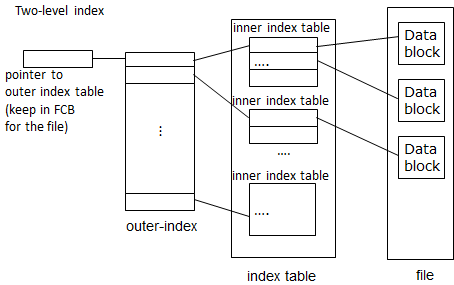 Two-level index
pointer to
outer index table
(keep in FCB
for the file)
⋮
outer-index
inner index table
....
inner index table
....
inner index table
....
index table
Data
block
Data
block
Data
block
file